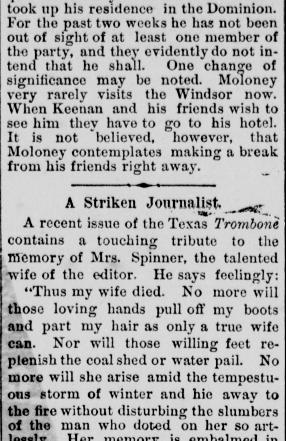 took up his residence in the Dominion.
For the past two weeks he has not been
out of sight of at least one member of
the party, and they evidently do not in-
tend that he shall. One change of
significance may be noted. Moloney
very rarely visits the Windsor now.
When Keenan and his friends wish to
see him they have to go to his hotel.
It is not believed, however, that
Moloney contemplates making a break
from his friends right away.
A Striken Journalist.
A recent issue of the Texas Trombone
contains a touching tribute to the
memory of Mrs. Spinner, the talented
wife of the editor. He says feelingly:
"Thus my wife died. No more will
those loving hands pull off my boots
and part my hair as only a true wife
can. Nor will those willing feet re-
plenish the coal shed or water pail. No
more will she arise amid the tempestu-
ous storm of winter and hie away to
the fire without disturbing the slumbers
of the man who doted on her so art-
lessly. Her memory is embalmed in